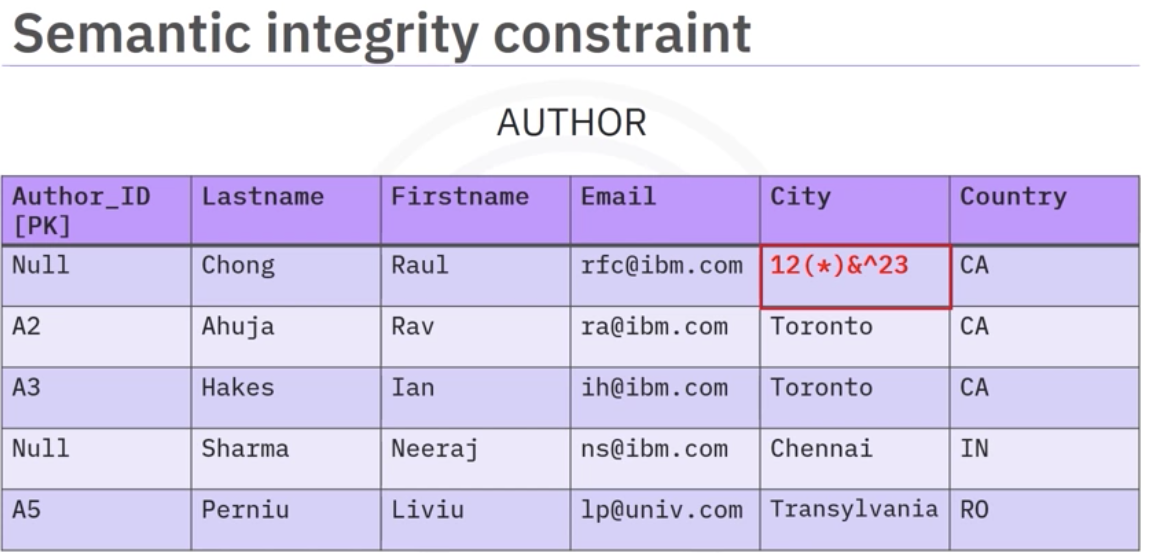 Semantic integrity constraint
AUTHOR
Author_ID [PK] Lastname Firstname Email City Country
Null Chong Raul rfc@ibm.com 12(*)&^23 CA
A2 Ahuja Rav ra@ibm.com Toronto CA
A3 Hakes Ian ih@ibm.com Toronto CA
Null Sharma Neeraj ns@ibm.com Chennai IN
A5 Perniu Liviu lp@univ.com Transylvania RO